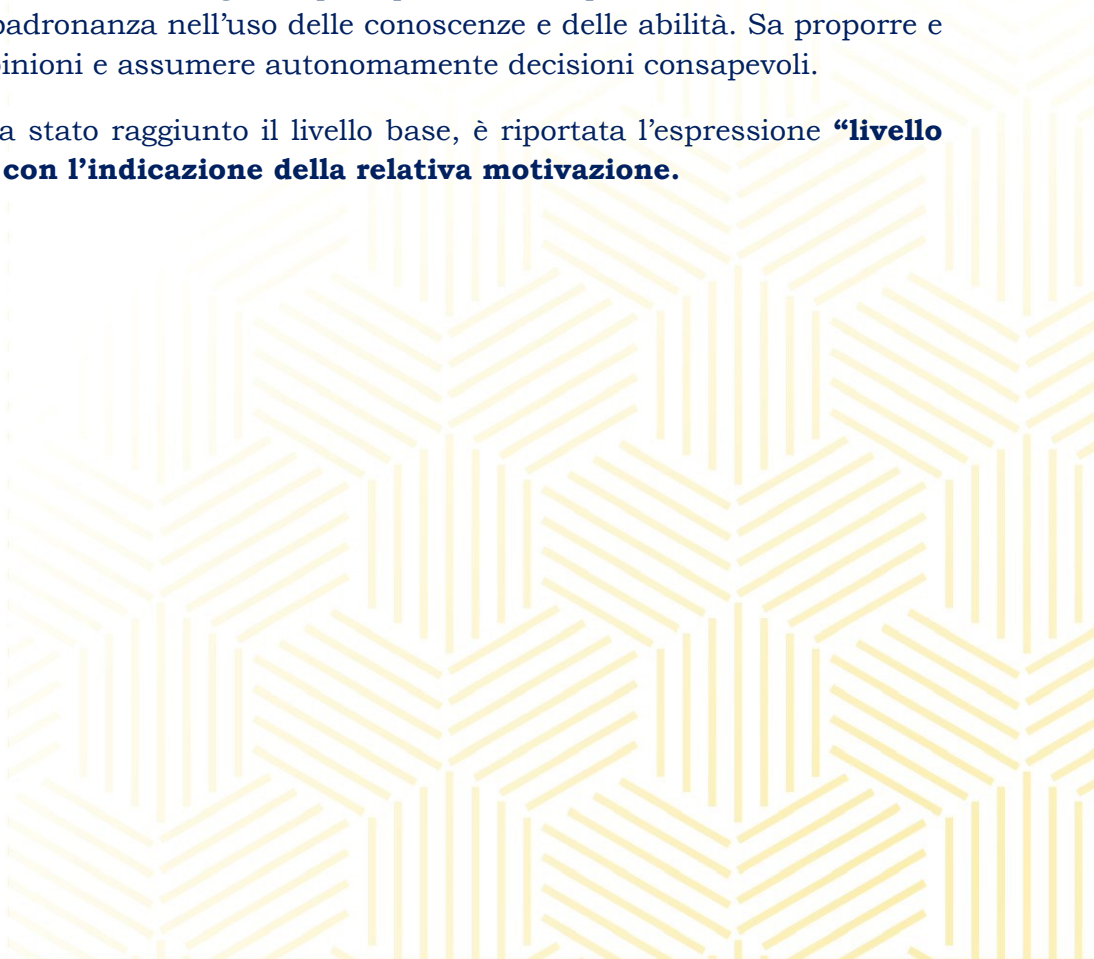 padronanza nell’uso delle conoscenze e delle abilità. Sa proporre e
inioni e assumere autonomamente decisioni consapevoli.
a stato raggiunto il livello base, è riportata l’espressione “livello
con l’indicazione della relativa motivazione.